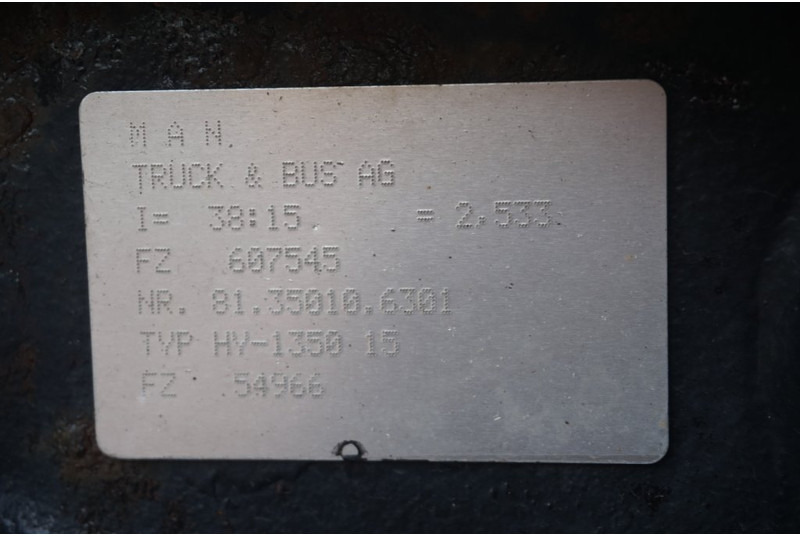 M A N.
TRUCK & BUS AG
I= 38:15 = 2.533
FZ 607545
NR. 81.35010.6301
TYP HY-1350 15
FZ 54966